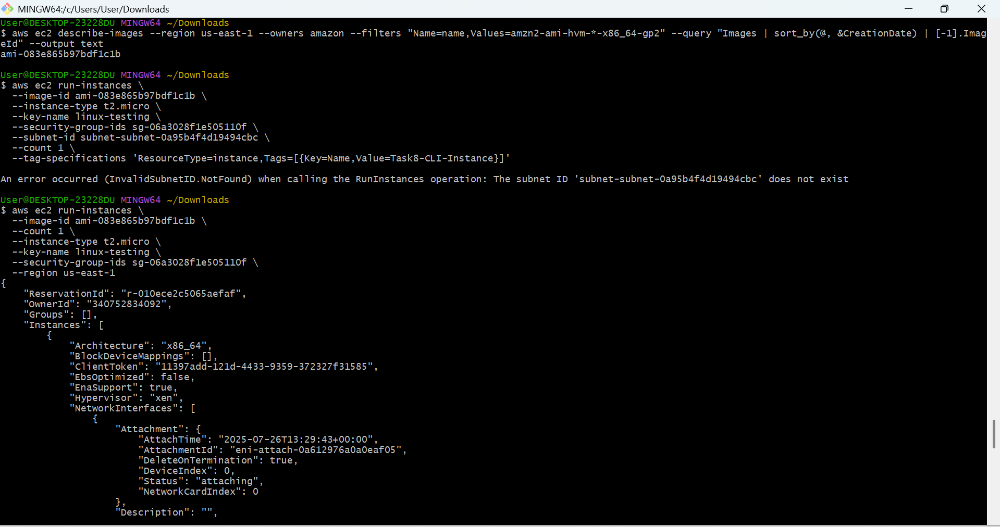 MINGW64:/c/Users/User/Downloads
User@DESKTOP-23228DU MINGW64 ~/Downloads
$ aws ec2 describe-images --region us-east-1 --owners amazon --filters "Name=name,Values=amzn2-ami-hvm-*-x86_64-gp2" --query "Images | sort_by(@, &CreationDate) | [-1].Imag
eId" --output text
ami-083e865b97bdf1c1b
User@DESKTOP-23228DU MINGW64 ~/Downloads
$ aws ec2 run-instances \
  --image-id ami-083e865b97bdf1c1b \
  --instance-type t2.micro \
  --key-name linux-testing \
  --security-group-ids sg-06a3028f1e505110f \
  --subnet-id subnet-subnet-0a95b4f4d19494cbc \
  --count 1 \
  --tag-specifications 'ResourceType=instance,Tags=[{Key=Name,Value=Task8-CLI-Instance}]'
An error occurred (InvalidSubnetID.NotFound) when calling the RunInstances operation: The subnet ID 'subnet-subnet-0a95b4f4d19494cbc' does not exist
User@DESKTOP-23228DU MINGW64 ~/Downloads
$ aws ec2 run-instances \
  --image-id ami-083e865b97bdf1c1b \
  --count 1 \
  --instance-type t2.micro \
  --key-name linux-testing \
  --security-group-ids sg-06a3028f1e505110f \
  --region us-east-1
{
    "ReservationId": "r-010ece2c5065aefaf",
    "OwnerId": "340752834092",
    "Groups": [],
    "Instances": [
        {
            "Architecture": "x86_64",
            "BlockDeviceMappings": [],
            "ClientToken": "11397add-121d-4433-9359-372327f31585",
            "EbsOptimized": false,
            "EnaSupport": true,
            "Hypervisor": "xen",
            "NetworkInterfaces": [
                {
                    "Attachment": {
                        "AttachTime": "2025-07-26T13:29:43+00:00",
                        "AttachmentId": "eni-attach-0a612976a0a0eaf05",
                        "DeleteOnTermination": true,
                        "DeviceIndex": 0,
                        "Status": "attaching",
                        "NetworkCardIndex": 0
                    },
                    "Description": "",